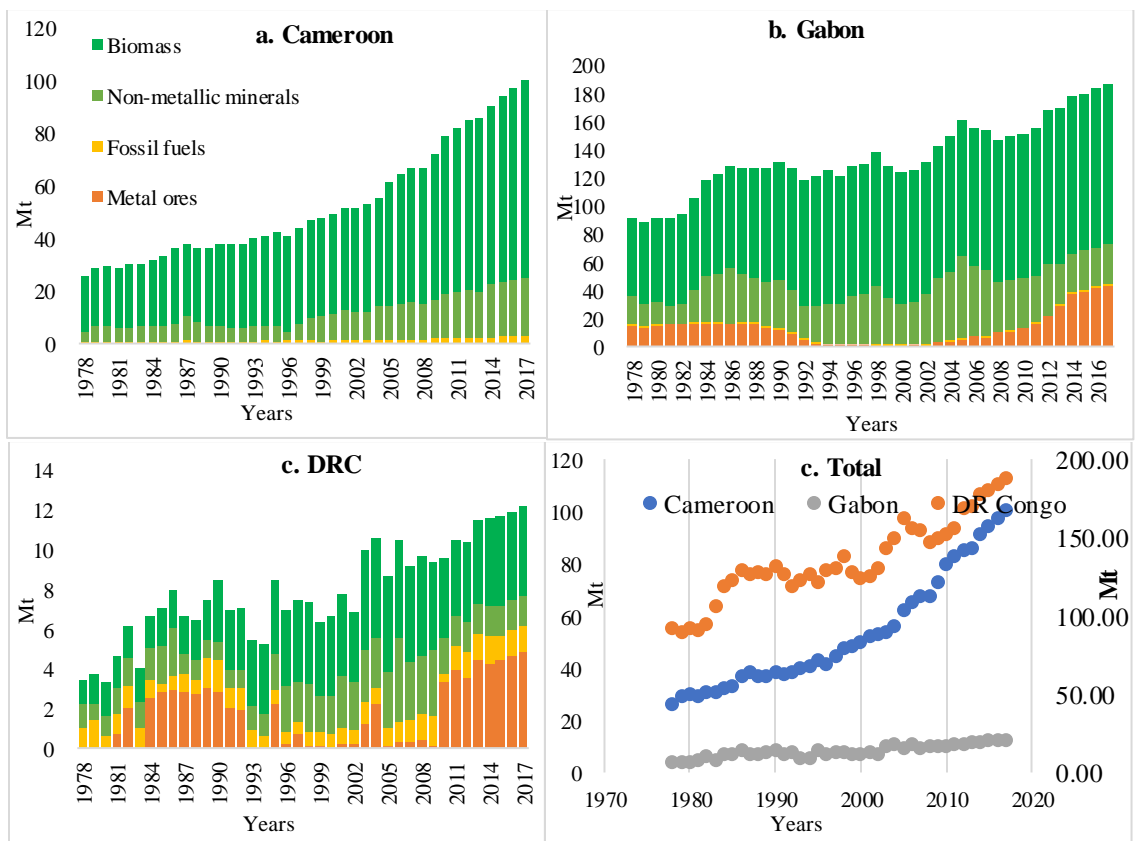 a. Cameroon
Biomass
Non-metallic minerals
Fossil fuels
Metal ores
120
100
80
60
40
20
0
Mt
1978 1981 1984 1987 1990 1993 1996 1999 2002 2005 2008 2011 2014 2017
Years
b. Gabon
200
180
160
140
120
100
80
60
40
20
0
Mt
1978 1980 1982 1984 1986 1988 1990 1992 1994 1996 1998 2000 2002 2004 2006 2008 2010 2012 2014 2016
Years
c. DRC
14
12
10
8
6
4
2
0
Mt
1978 1981 1984 1987 1990 1993 1996 1999 2002 2005 2008 2011 2014 2017
Years
c. Total
Cameroon Gabon DR Congo
120
100
80
60
40
20
0
Mt
200.00
150.00
100.00
50.00
0.00
Mt
1970 1980 1990 2000 2010 2020
Years